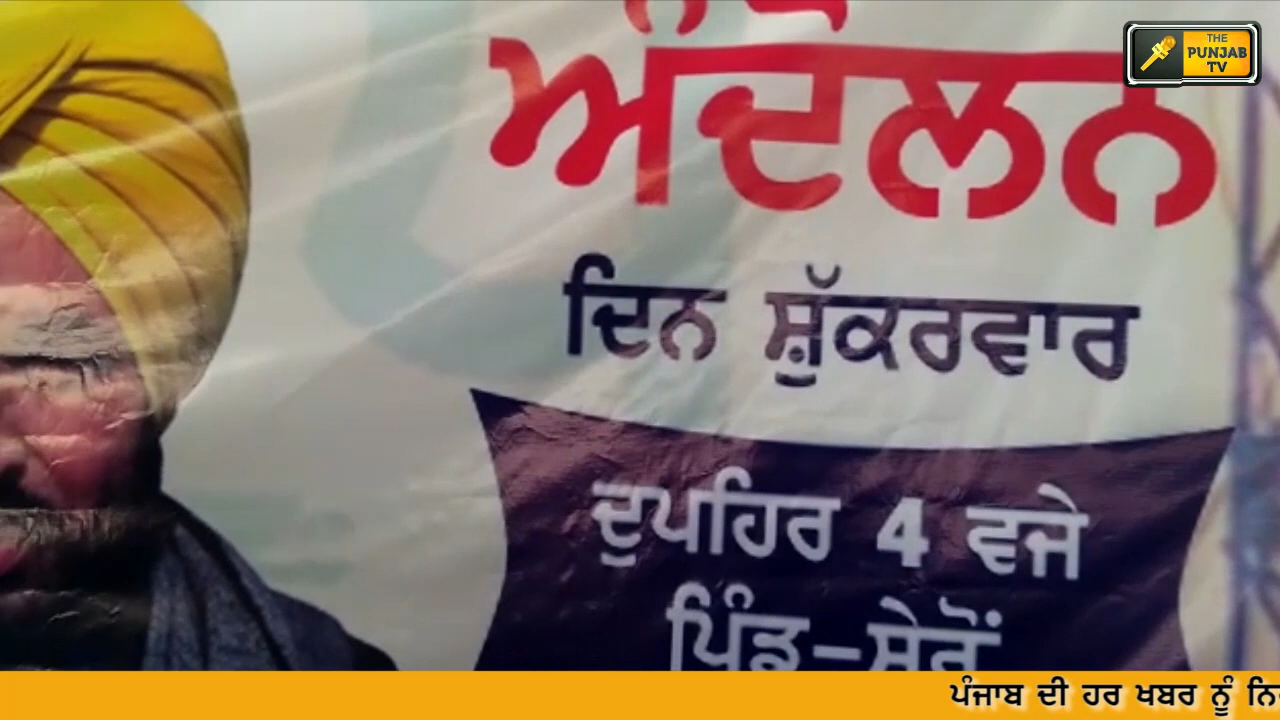 ਅੰਦੋਲਨ
ਦਿਨ ਸ਼ੁੱਕਰਵਾਰ
ਦੁਪਹਿਰ 4 ਵਜੇ
ਪਿੰਡ-ਸ਼ੇਰੋਂ
THE
PUNJAB
TV
ਪੰਜਾਬ ਦੀ ਹਰ ਖਬਰ ਨੂੰ